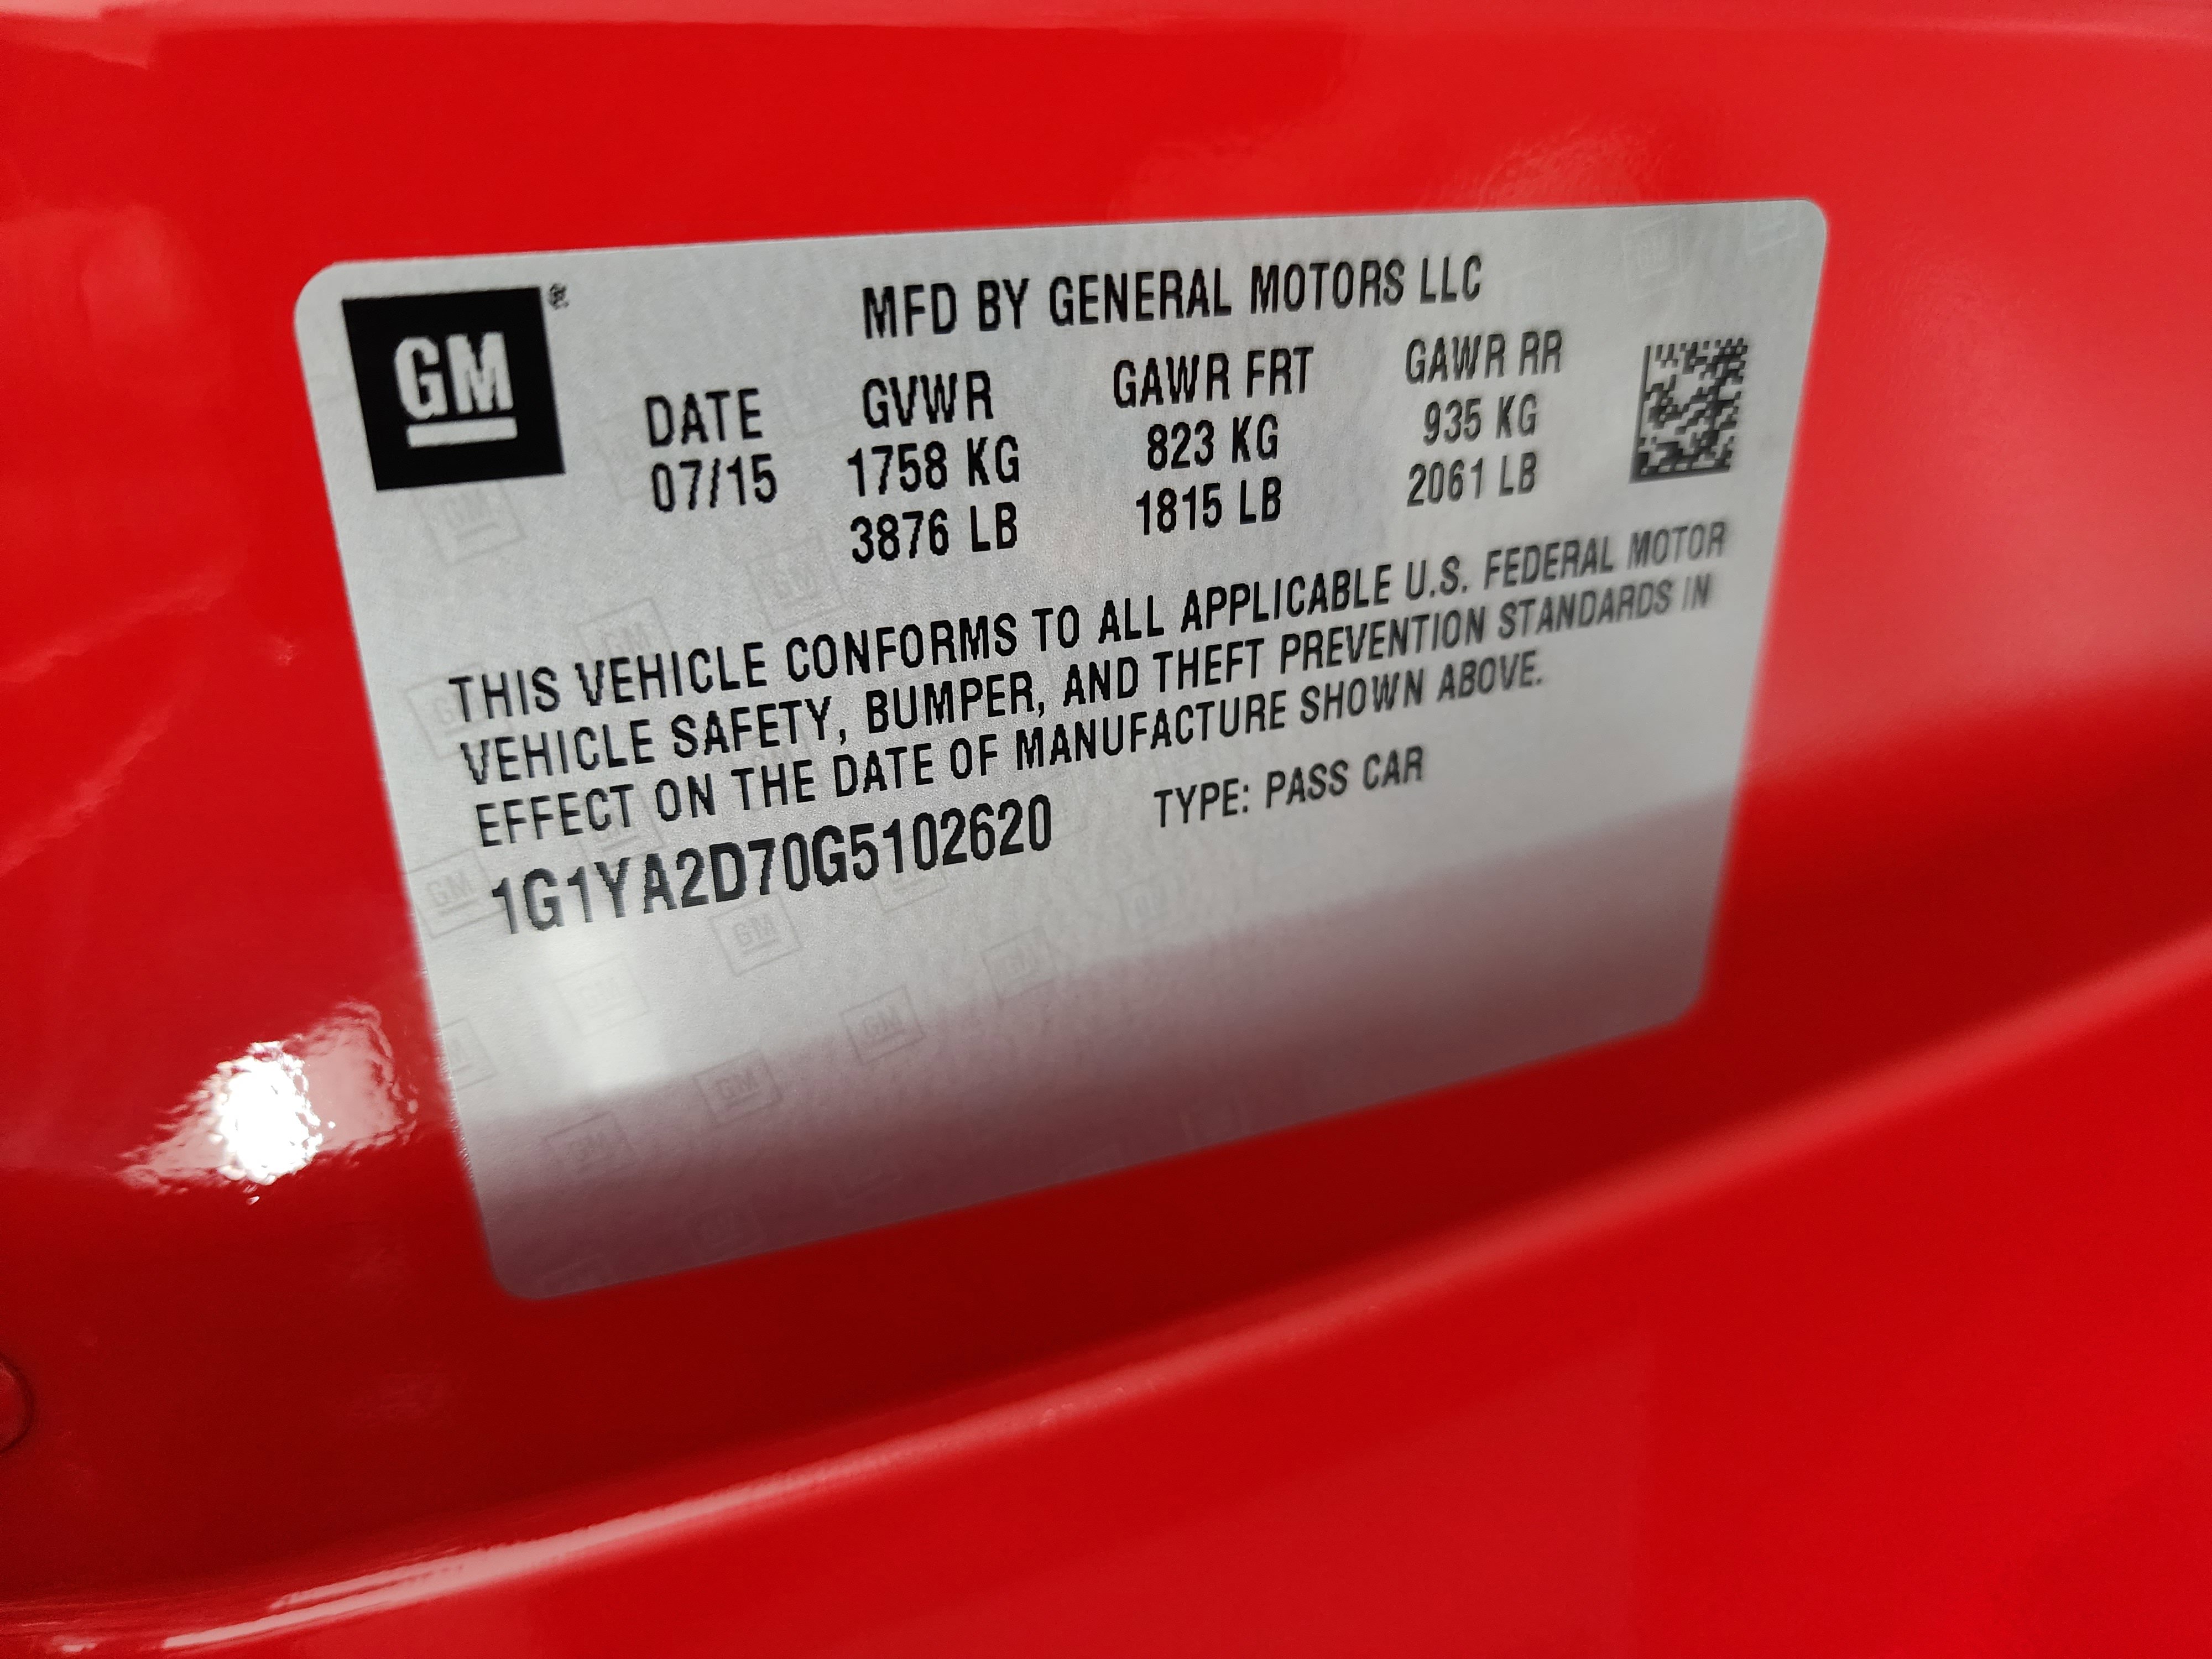 GM ®
MFD BY GENERAL MOTORS LLC
DATE GVWR GAWR FRT GAWR RR
07/15 1758 KG 823 KG 935 KG
3876 LB 1815 LB 2061 LB
THIS VEHICLE CONFORMS TO ALL APPLICABLE U.S. FEDERAL MOTOR
VEHICLE SAFETY, BUMPER, AND THEFT PREVENTION STANDARDS IN
EFFECT ON THE DATE OF MANUFACTURE SHOWN ABOVE.
1G1YA2D70G5102620 TYPE: PASS CAR